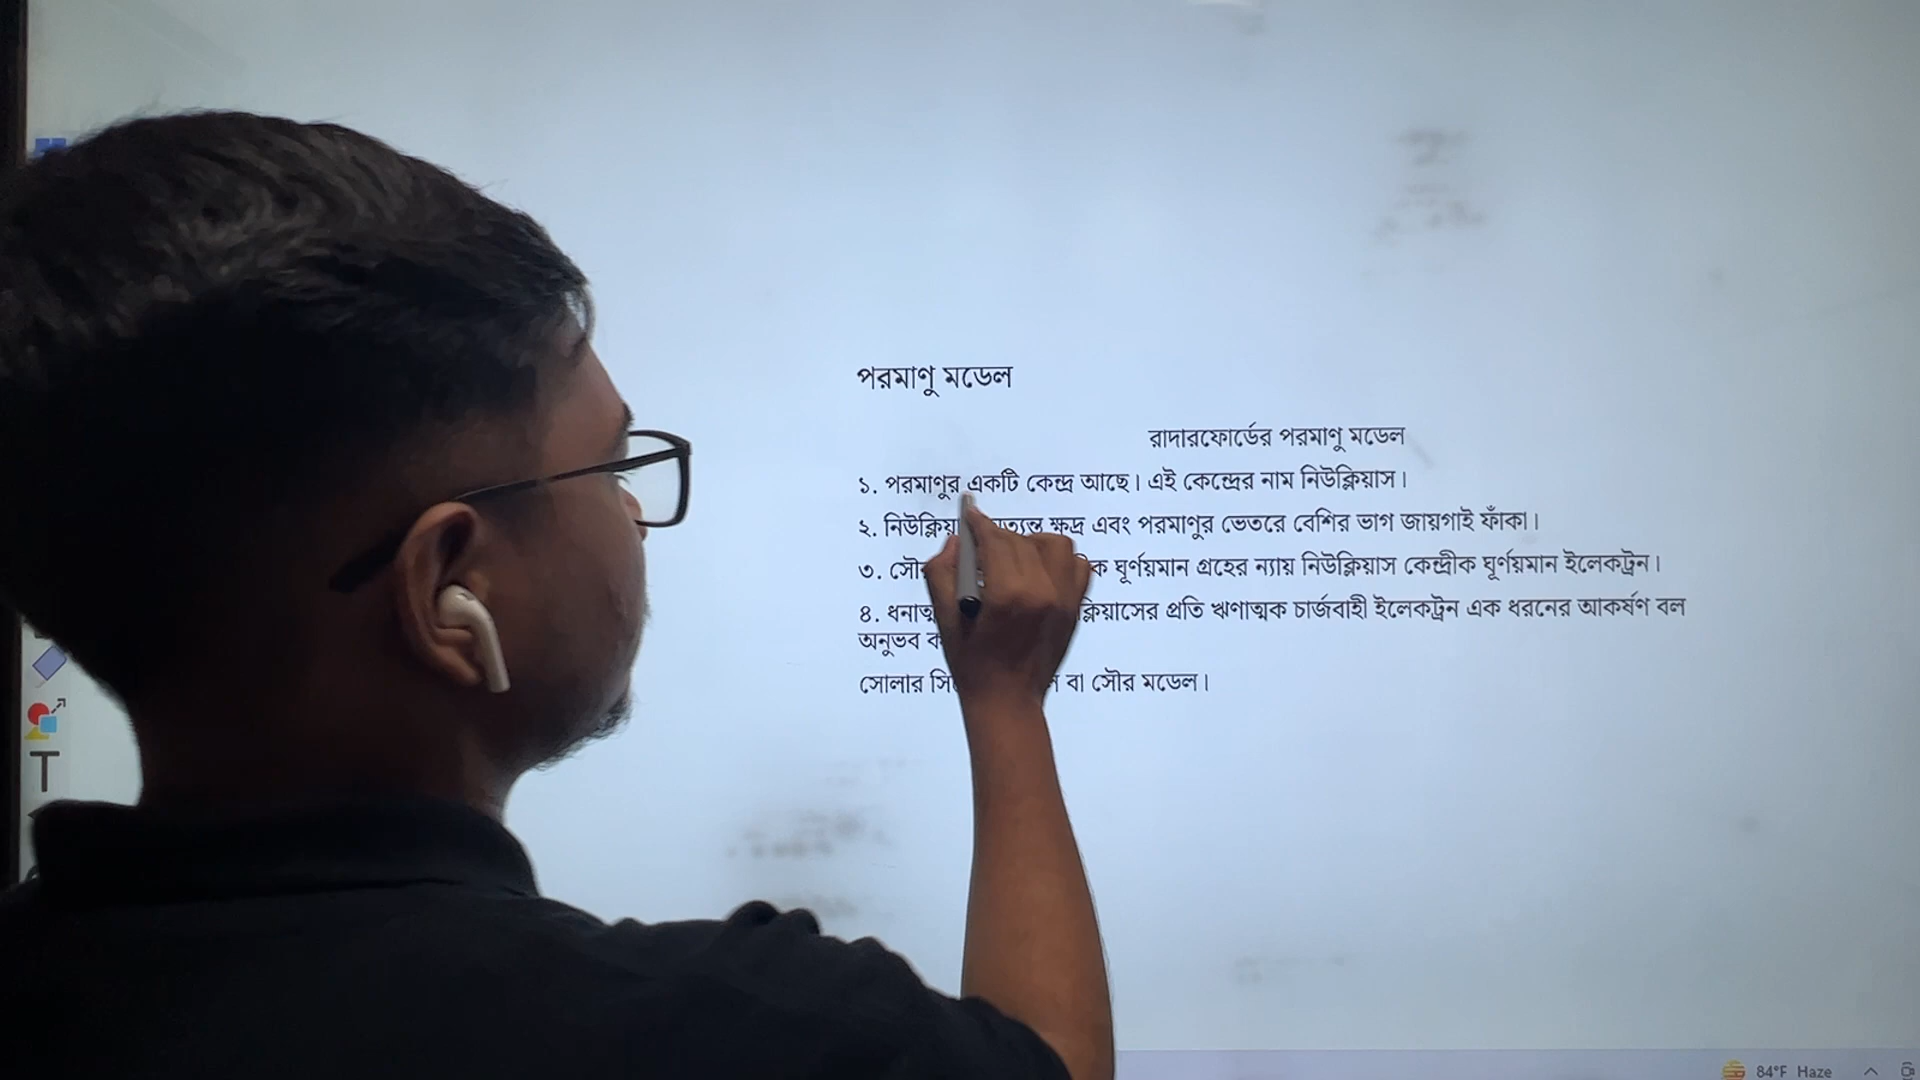 পরমাণু মডেল
রাদারফোর্ডের পরমাণু মডেল
১. পরমাণুর একটি কেন্দ্র আছে। এই কেন্দ্রের নাম নিউক্লিয়াস।
২. ক্ষদ্র এবং পরমাণুর ভেতরে বেশির ভাগ জায়গাই ফাঁকা।
৩. ঘূর্ণয়মান গ্রহের ন্যায় নিউক্লিয়াস কেন্দ্রীক ঘূর্ণয়মান ইলেকট্রন।
৪. প্রতি ঋণাত্মক চার্জবাহী ইলেকট্রন এক ধরনের আকর্ষণ বল
অনুভব
সোলার বা সৌর মডেল।
T
84°F Haze